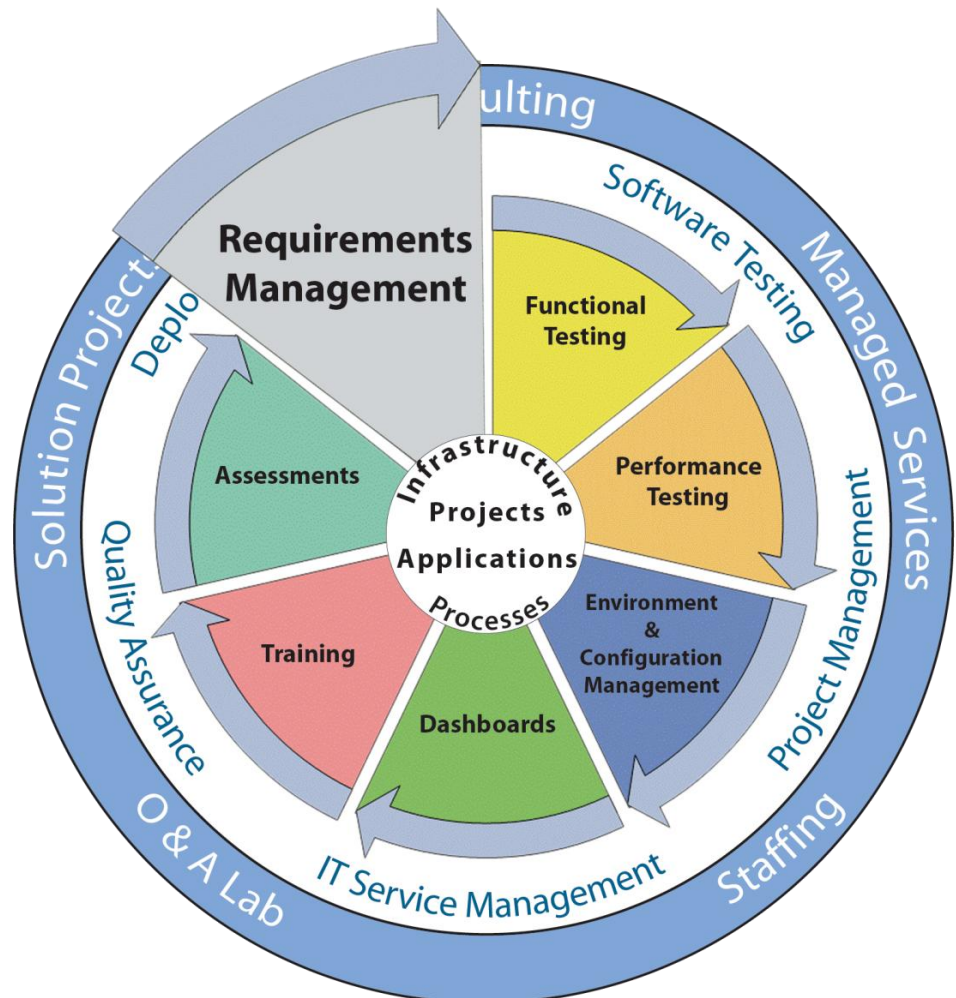 Requirements
Management
Functional
Testing
Performance
Testing
Environment
&
Configuration
Management
Dashboards
Training
Assessments
Infrastructure
Projects
Applications
Processes
Software Testing
Project Management
IT Service Management
Quality Assurance
Deplo
ulting
Managed Services
Staffing
O & A Lab
Solution Project